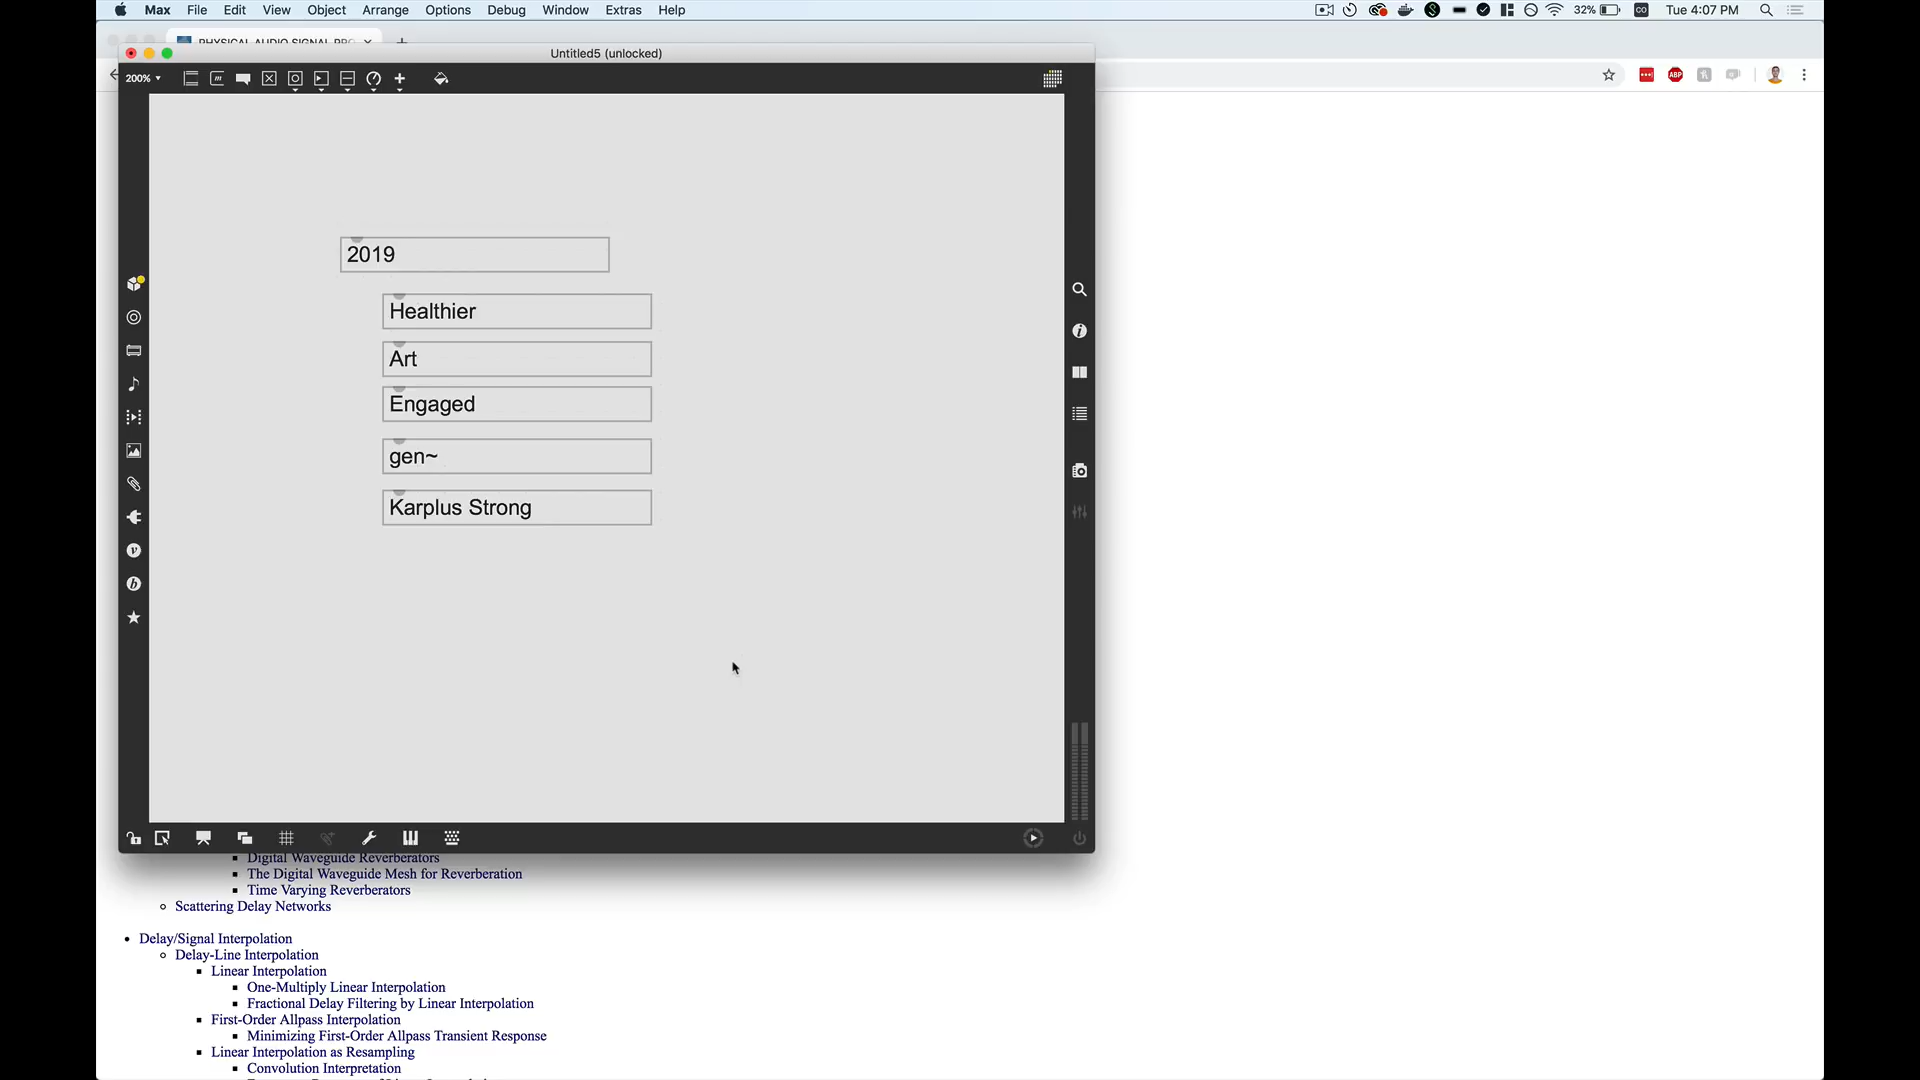 Max File Edit View Object Arrange Options Debug Window Extras Help
32% Tue 4:07 PM
Untitled5 (unlocked)
200%
ABP
2019
Healthier
Art
Engaged
gen~
Karplus Strong
Digital Waveguide Reverberators
The Digital Waveguide Mesh for Reverberation
Time Varying Reverberators
Scattering Delay Networks
Delay/Signal Interpolation
Delay-Line Interpolation
Linear Interpolation
One-Multiply Linear Interpolation
Fractional Delay Filtering by Linear Interpolation
First-Order Allpass Interpolation
Minimizing First-Order Allpass Transient Response
Linear Interpolation as Resampling
Convolution Interpretation